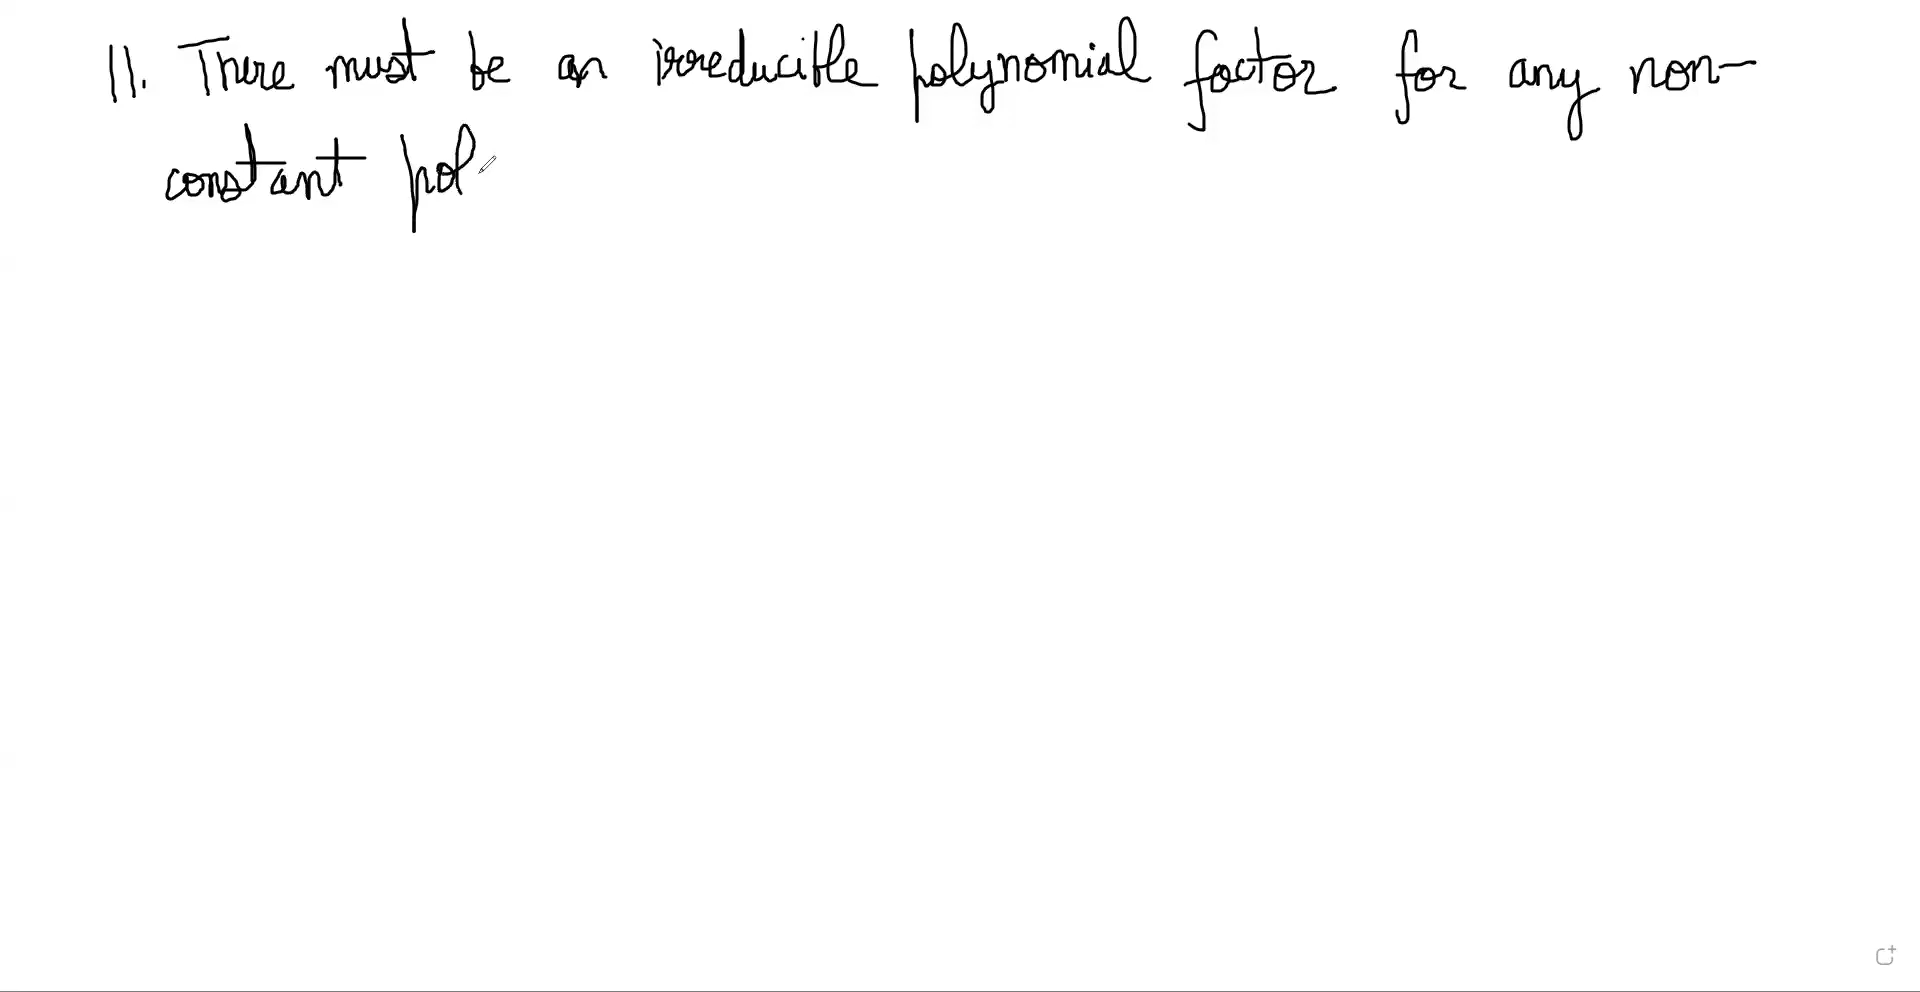 11. There must be an irreducible polynomial factor for any non-
constant pol